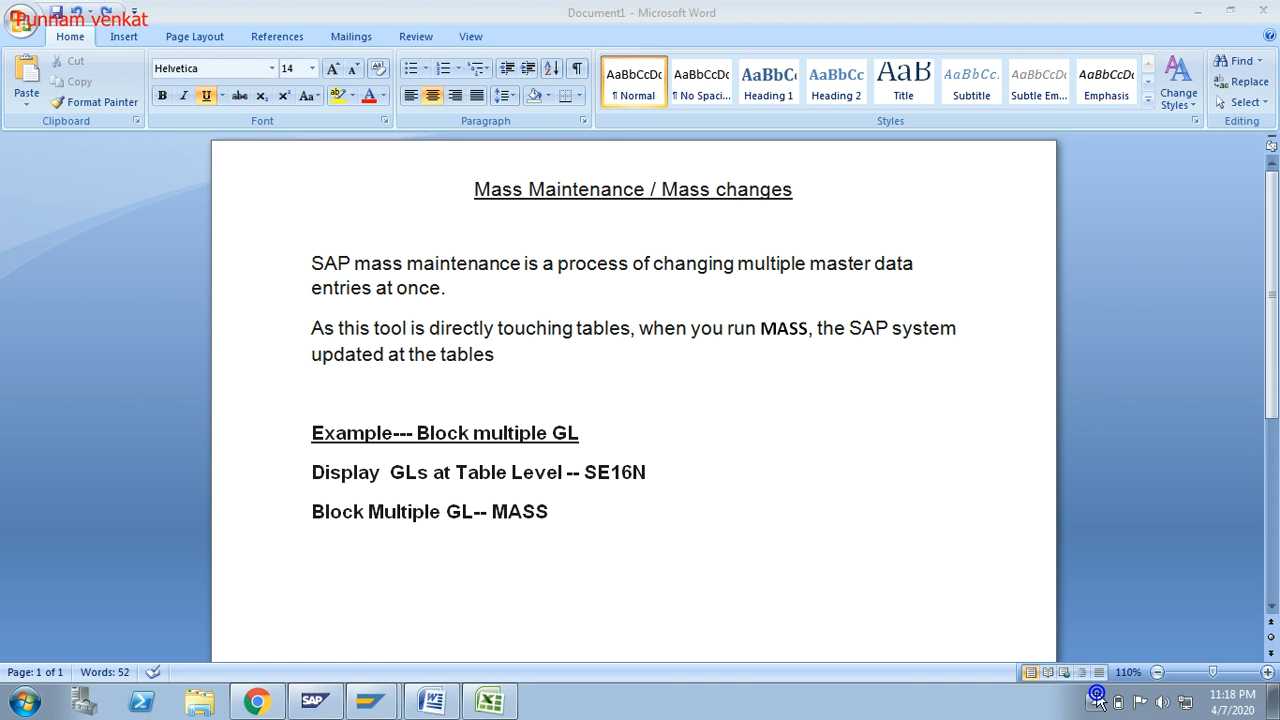 Punnam venkat
Document1 - Microsoft Word
Home Insert Page Layout References Mailings Review View
Paste
Cut
Copy
Format Painter
Clipboard
Helvetica 14
Font
Paragraph
AaBbCcDc AaBbCcDc AaBbC AaBbCc AaB AaBbCc. AaBbCcDa AaBbCcDa
¶ Normal ¶ No Spaci... Heading 1 Heading 2 Title Subtitle Subtle Em... Emphasis
Change
Styles
Styles
Find
Replace
Select
Editing
Mass Maintenance / Mass changes
SAP mass maintenance is a process of changing multiple master data
entries at once.
As this tool is directly touching tables, when you run MASS, the SAP system
updated at the tables
Example--- Block multiple GL
Display GLs at Table Level -- SE16N
Block Multiple GL-- MASS
Page: 1 of 1 Words: 52 110%
SAP
11:18 PM
4/7/2020